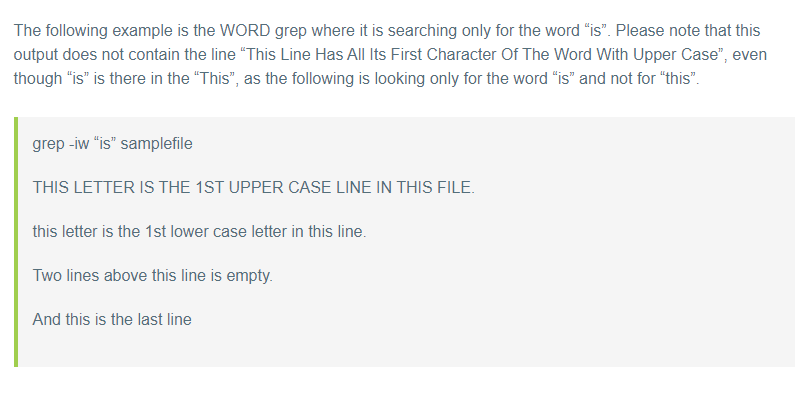 The following example is the WORD grep where it is searching only for the word “is”. Please note that this
output does not contain the line “This Line Has All Its First Character Of The Word With Upper Case”, even
though “is” is there in the “This”, as the following is looking only for the word “is” and not for “this”.
grep -iw “is” samplefile
THIS LETTER IS THE 1ST UPPER CASE LINE IN THIS FILE.
this letter is the 1st lower case letter in this line.
Two lines above this line is empty.
And this is the last line